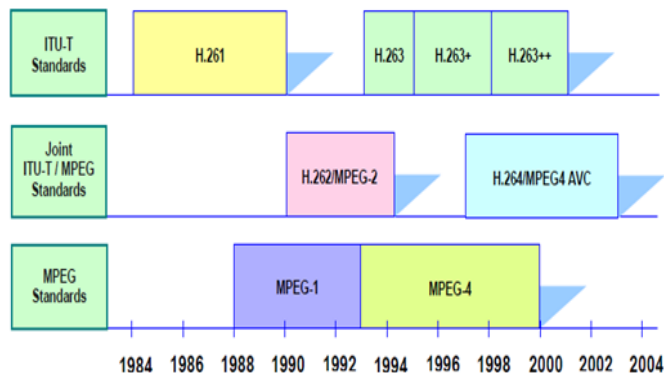 ITU-T
Standards
H.261
H.263
H.263+
H.263++
Joint
ITU-T / MPEG
Standards
H.262/MPEG-2
H.264/MPEG4 AVC
MPEG
Standards
MPEG-1
MPEG-4
1984 1986 1988 1990 1992 1994 1996 1998 2000 2002 2004